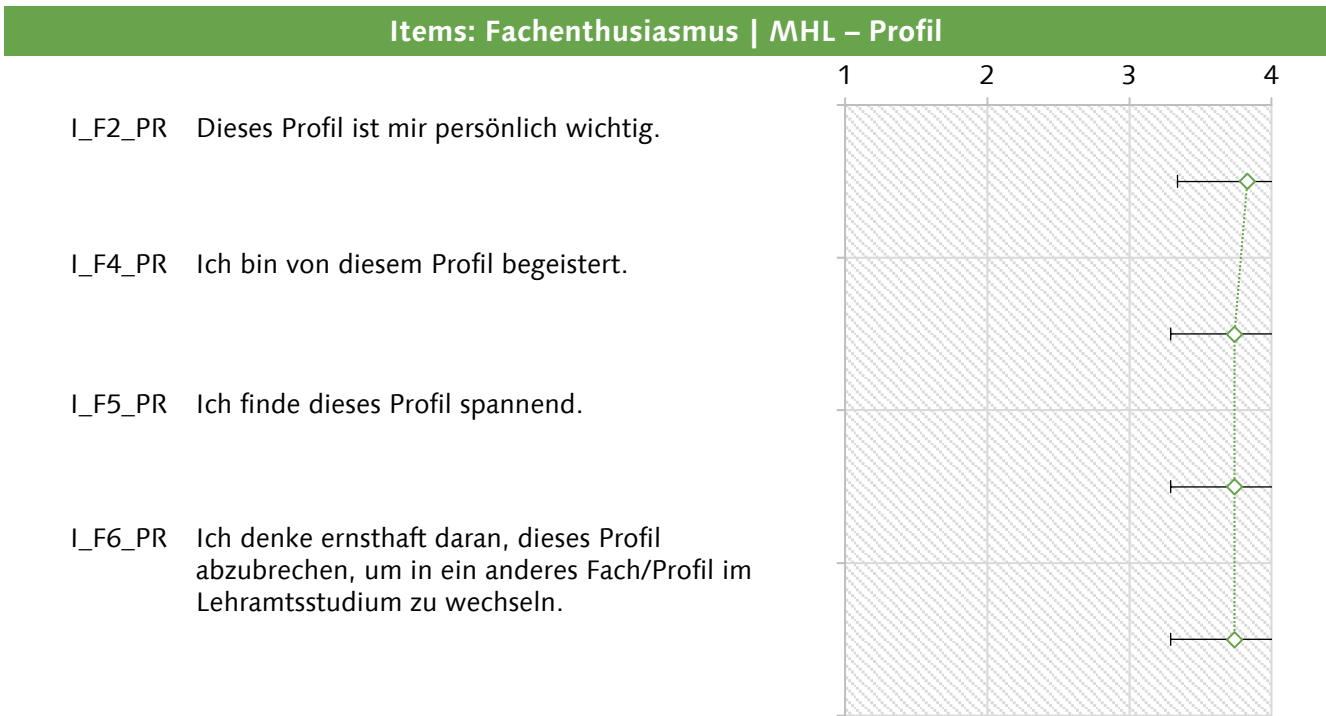 Items: Fachenthusiasmus | MHL – Profil
1 2 3 4
I_F2_PR Dieses Profil ist mir persönlich wichtig.
I_F4_PR Ich bin von diesem Profil begeistert.
I_F5_PR Ich finde dieses Profil spannend.
I_F6_PR Ich denke ernsthaft daran, dieses Profil
abzubrechen, um in ein anderes Fach/Profil im
Lehramtsstudium zu wechseln.